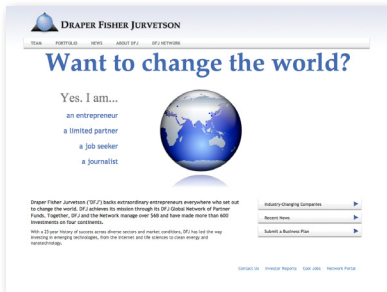 DRAPER FISHER JURVETSON
TEAM PORTFOLIO NEWS ABOUT DFJ DFJ NETWORK
Want to change the world?
Yes. I am...
an entrepreneur
a limited partner
a job seeker
a journalist
Draper Fisher Jurvetson ('DFJ') backs extraordinary entrepreneurs everywhere who set out
to change the world. DFJ achieves its mission through its DFJ Global Network of Partner
Funds. Together, DFJ and the Network manage over $6B and have made more than 600
investments on four continents.
With a 23 year history of success across diverse sectors and market conditions, DFJ has led the way
investing in emerging technologies, from the Internet and life sciences to clean energy and
nanotechnology.
Industry-Changing Companies
Recent News
Submit a Business Plan
Contact Us Investor Reports Cool Jobs Network Portal